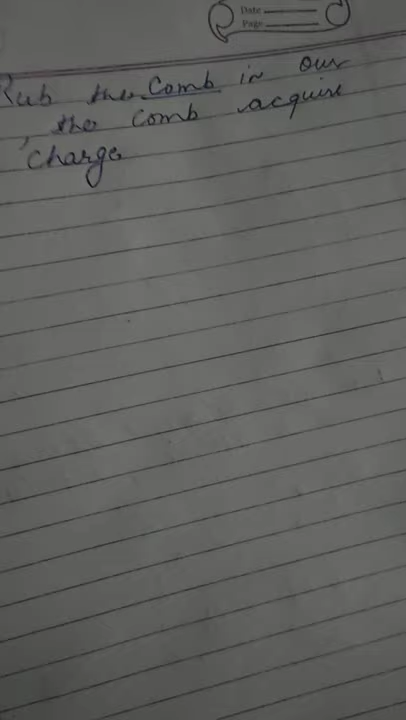 Date
Page
Rub the Comb in our
, the comb acquire
charge